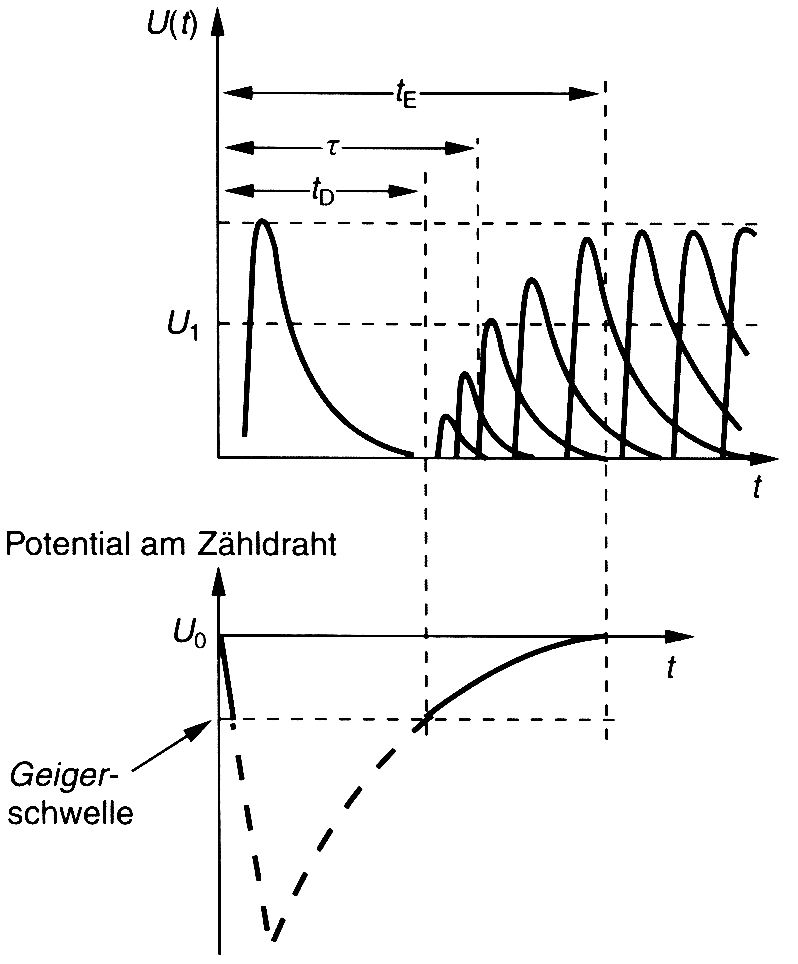 U(t)
t_E
τ
t_D
U_1
t
Potential am Zähldraht
U_0
t
Geiger-
schwelle